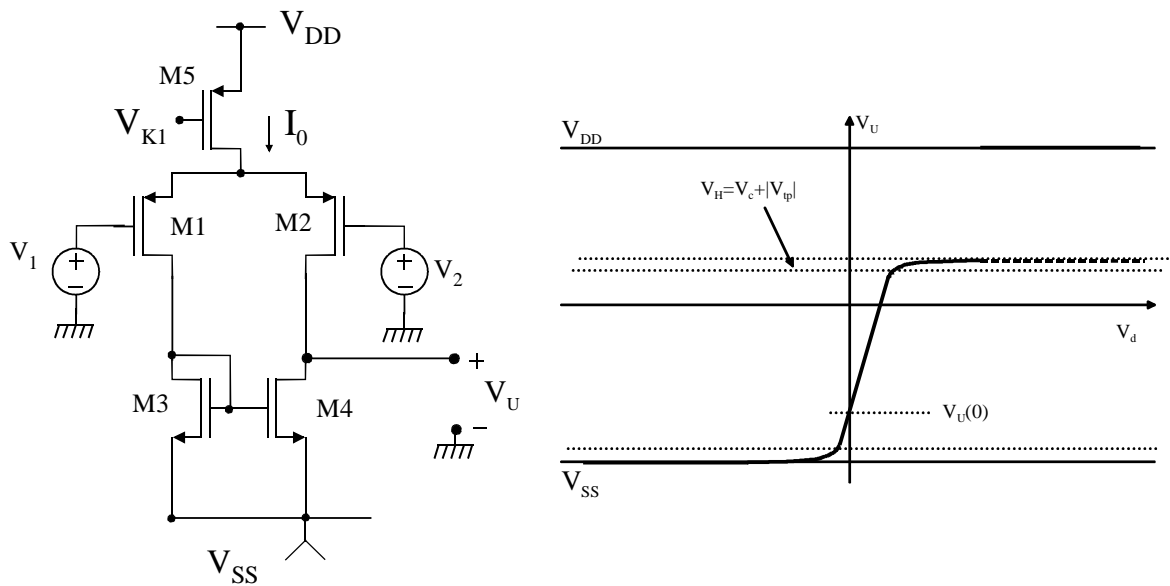 V_DD
M5
V_K1
I_0
M1
M2
V_1
+
−
+
−
V_2
M3
M4
+
V_U
-
V_SS
V_U
V_DD
V_H=V_c+|V_tp|
V_d
V_U(0)
V_SS